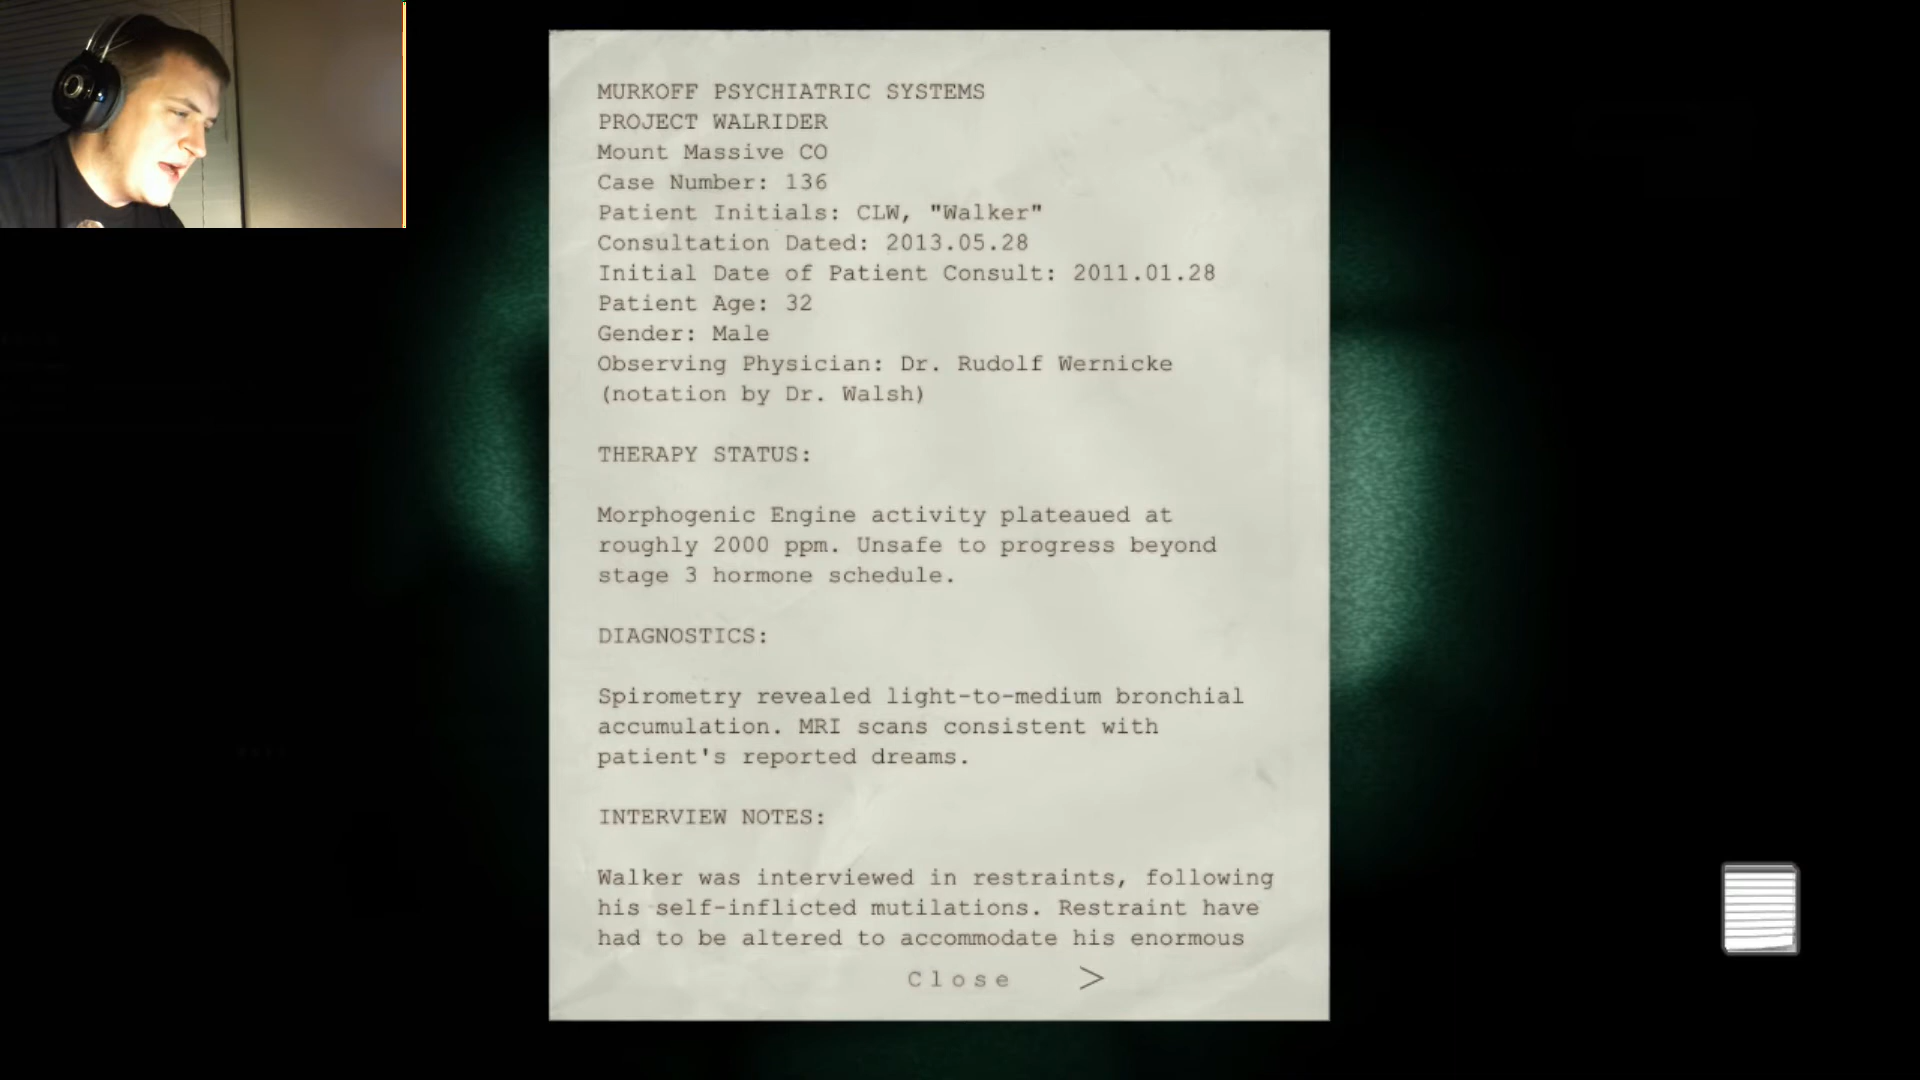 MURKOFF PSYCHIATRIC SYSTEMS
PROJECT WALRIDER
Mount Massive CO
Case Number: 136
Patient Initials: CLW, "Walker"
Consultation Dated: 2013.05.28
Initial Date of Patient Consult: 2011.01.28
Patient Age: 32
Gender: Male
Observing Physician: Dr. Rudolf Wernicke
(notation by Dr. Walsh)
THERAPY STATUS:
Morphogenic Engine activity plateaued at
roughly 2000 ppm. Unsafe to progress beyond
stage 3 hormone schedule.
DIAGNOSTICS:
Spirometry revealed light-to-medium bronchial
accumulation. MRI scans consistent with
patient's reported dreams.
INTERVIEW NOTES:
Walker was interviewed in restraints, following
his self-inflicted mutilations. Restraint have
had to be altered to accommodate his enormous
Close >